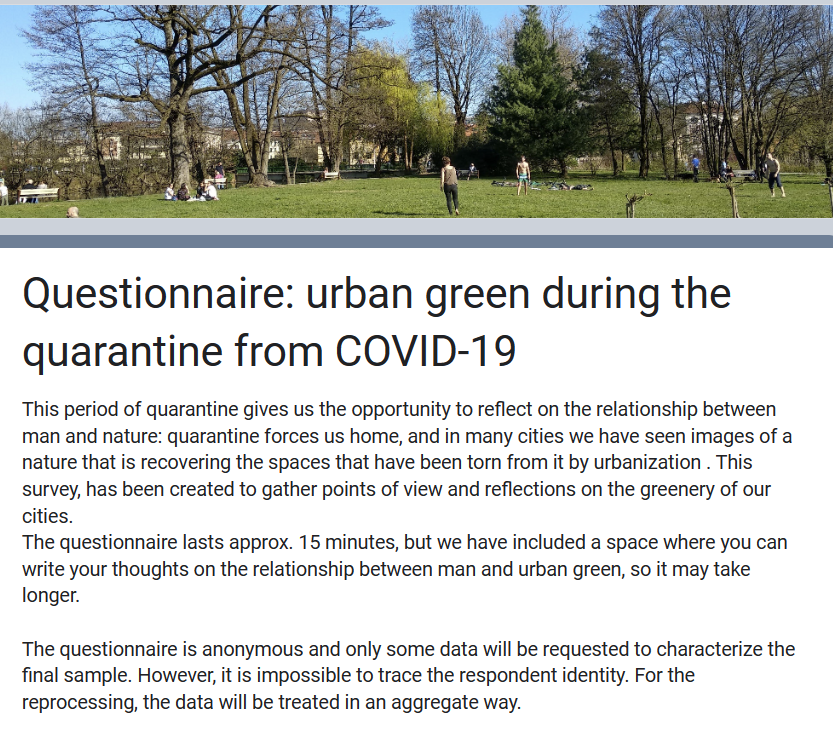 Questionnaire: urban green during the
quarantine from COVID-19
This period of quarantine gives us the opportunity to reflect on the relationship between
man and nature: quarantine forces us home, and in many cities we have seen images of a
nature that is recovering the spaces that have been torn from it by urbanization . This
survey, has been created to gather points of view and reflections on the greenery of our
cities.
The questionnaire lasts approx. 15 minutes, but we have included a space where you can
write your thoughts on the relationship between man and urban green, so it may take
longer.
The questionnaire is anonymous and only some data will be requested to characterize the
final sample. However, it is impossible to trace the respondent identity. For the
reprocessing, the data will be treated in an aggregate way.